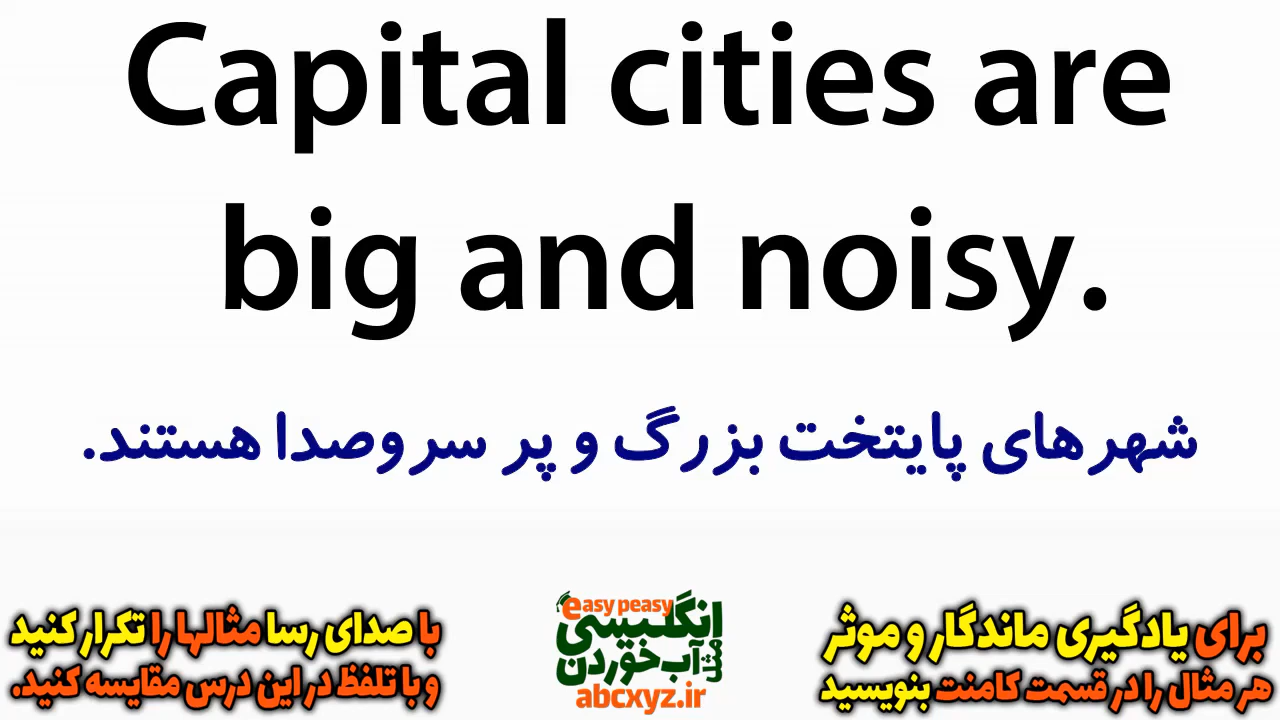 Capital cities are
big and noisy.
شهرهای پایتخت بزرگ و پر سروصدا هستند.
برای یادگیری ماندگار و موثر
هر مثال را در قسمت کامنت بنویسید
easy peasy
انگلیسی
مثل آب خوردن
abcxyz.ir
با صدای رسا مثالها را تکرار کنید
و با تلفظ در این درس مقایسه کنید.